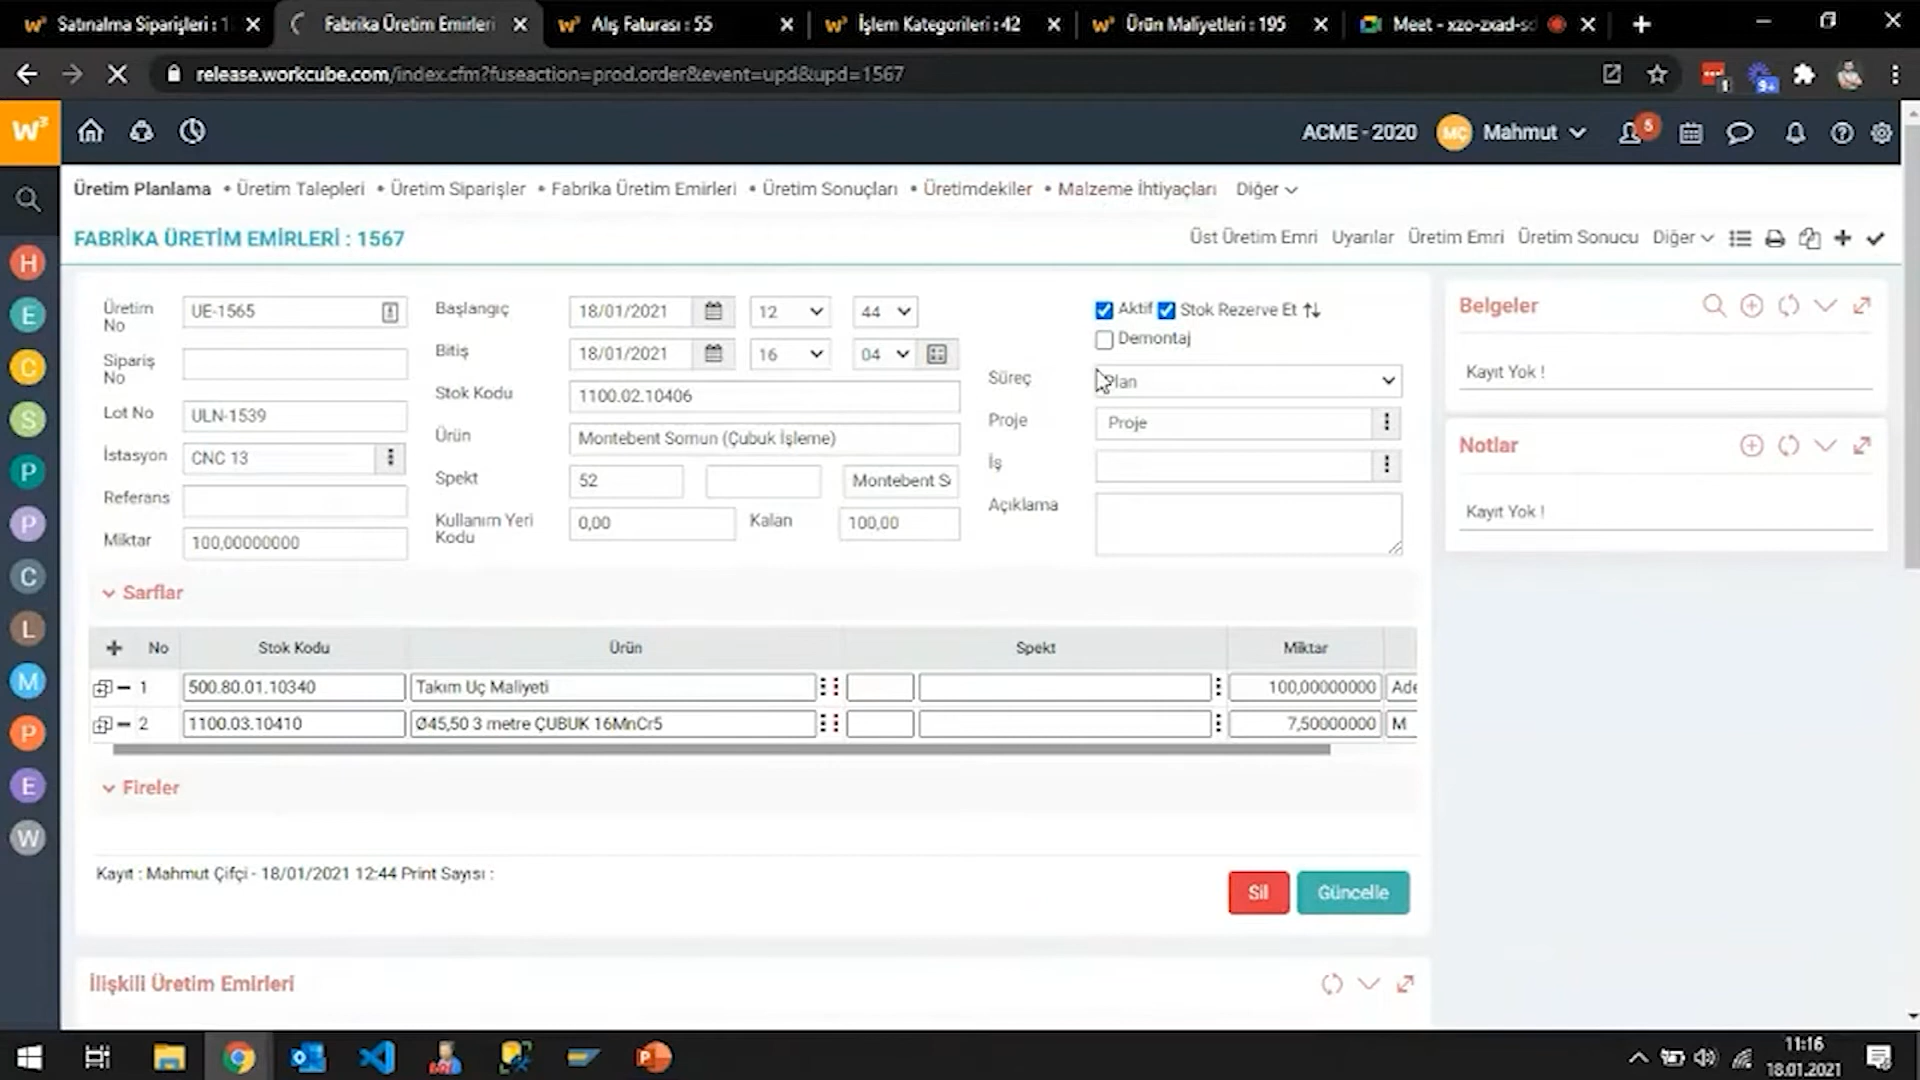 Satınalma Siparişleri : 1
Fabrika Üretim Emirleri
Alış Faturası : 55
İşlem Kategorileri : 42
Ürün Maliyetleri : 195
Meet - xzo-zxad-sd
release.workcube.com/index.cfm?fuseaction=prod.order&event=upd&upd=1567
1
9+
w³
ACME - 2020
MÇ
Mahmut
5
Üretim Planlama • Üretim Talepleri • Üretim Siparişler • Fabrika Üretim Emirleri • Üretim Sonuçları • Üretimdekiler • Malzeme İhtiyaçları Diğer
FABRİKA ÜRETİM EMİRLERİ : 1567
Üst Üretim Emri Uyarılar Üretim Emri Üretim Sonucu Diğer
H
E
C
S
P
P
C
L
M
P
E
W
Üretim No
UE-1565
Sipariş No
Lot No
ULN-1539
İstasyon
CNC 13
Referans
Miktar
100,00000000
Başlangıç
18/01/2021
12
44
Bitiş
18/01/2021
16
04
Stok Kodu
1100.02.10406
Ürün
Montebent Somun (Çubuk İşleme)
Spekt
52
Montebent S
Kullanım Yeri Kodu
0,00
Kalan
100,00
Aktif
Stok Rezerve Et
Demontaj
Süreç
Plan
Proje
Proje
İş
Açıklama
Belgeler
Kayıt Yok !
Notlar
Kayıt Yok !
Sarflar
No Stok Kodu Ürün Spekt Miktar
1 500.80.01.10340 Takım Uç Maliyeti 100,00000000 Ade
2 1100.03.10410 Ø45,50 3 metre ÇUBUK 16MnCr5 7,50000000 M
Fireler
Kayıt : Mahmut Çifçi - 18/01/2021 12:44 Print Sayısı :
Sil
Güncelle
İlişkili Üretim Emirleri
11:16
18.01.2021